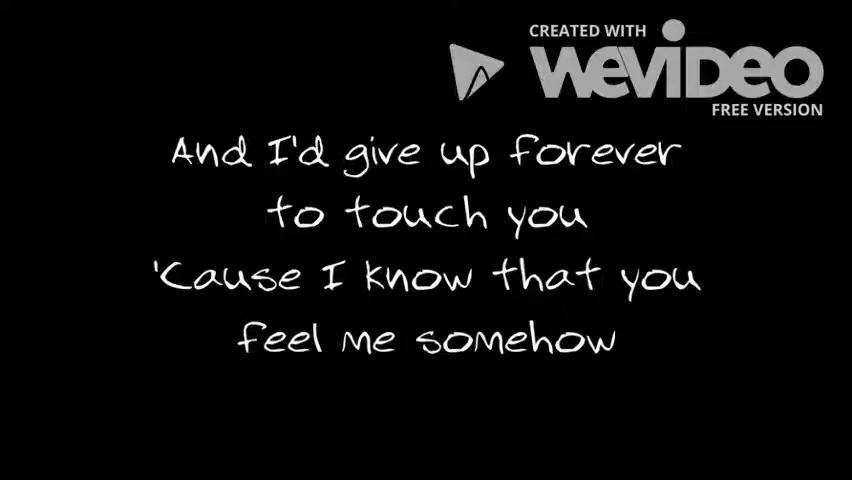 CREATED WITH
WEVIDEO
FREE VERSION
And I'd give up forever
to touch you
'Cause I know that you
feel me somehow